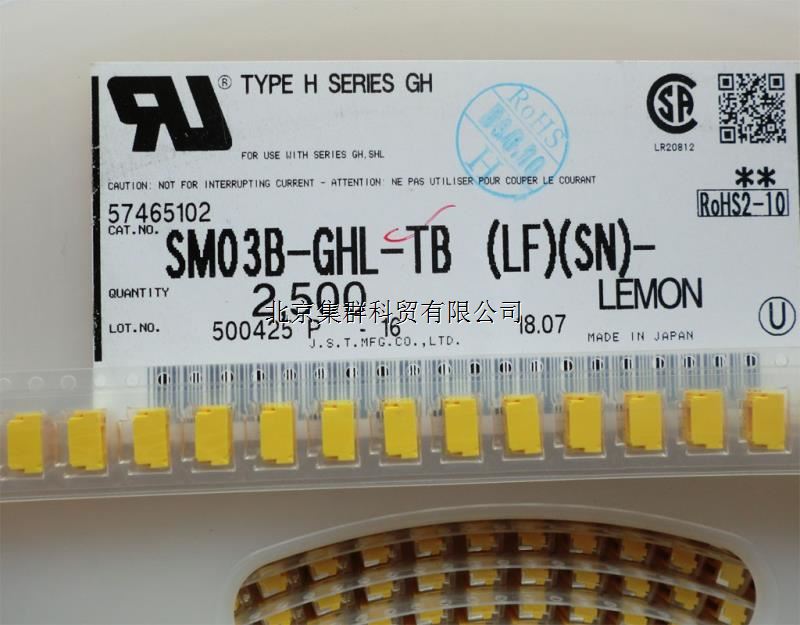 ® TYPE H SERIES GH
FOR USE WITH SERIES GH,SHL
RoHS
LR20812
CAUTION: NOT FOR INTERRUPTING CURRENT - ATTENTION: NE PAS UTILISER POUR COUPER LE COURANT
**
57465102
RoHS2-10
CAT.NO.
SM03B-GHL-TB (LF)(SN)-
QUANTITY 2,500 LEMON
北京集群科贸有限公司
LOT.NO. 500425 P - 16 18.07
J.S.T.MFG.CO.,LTD.
MADE IN JAPAN
U